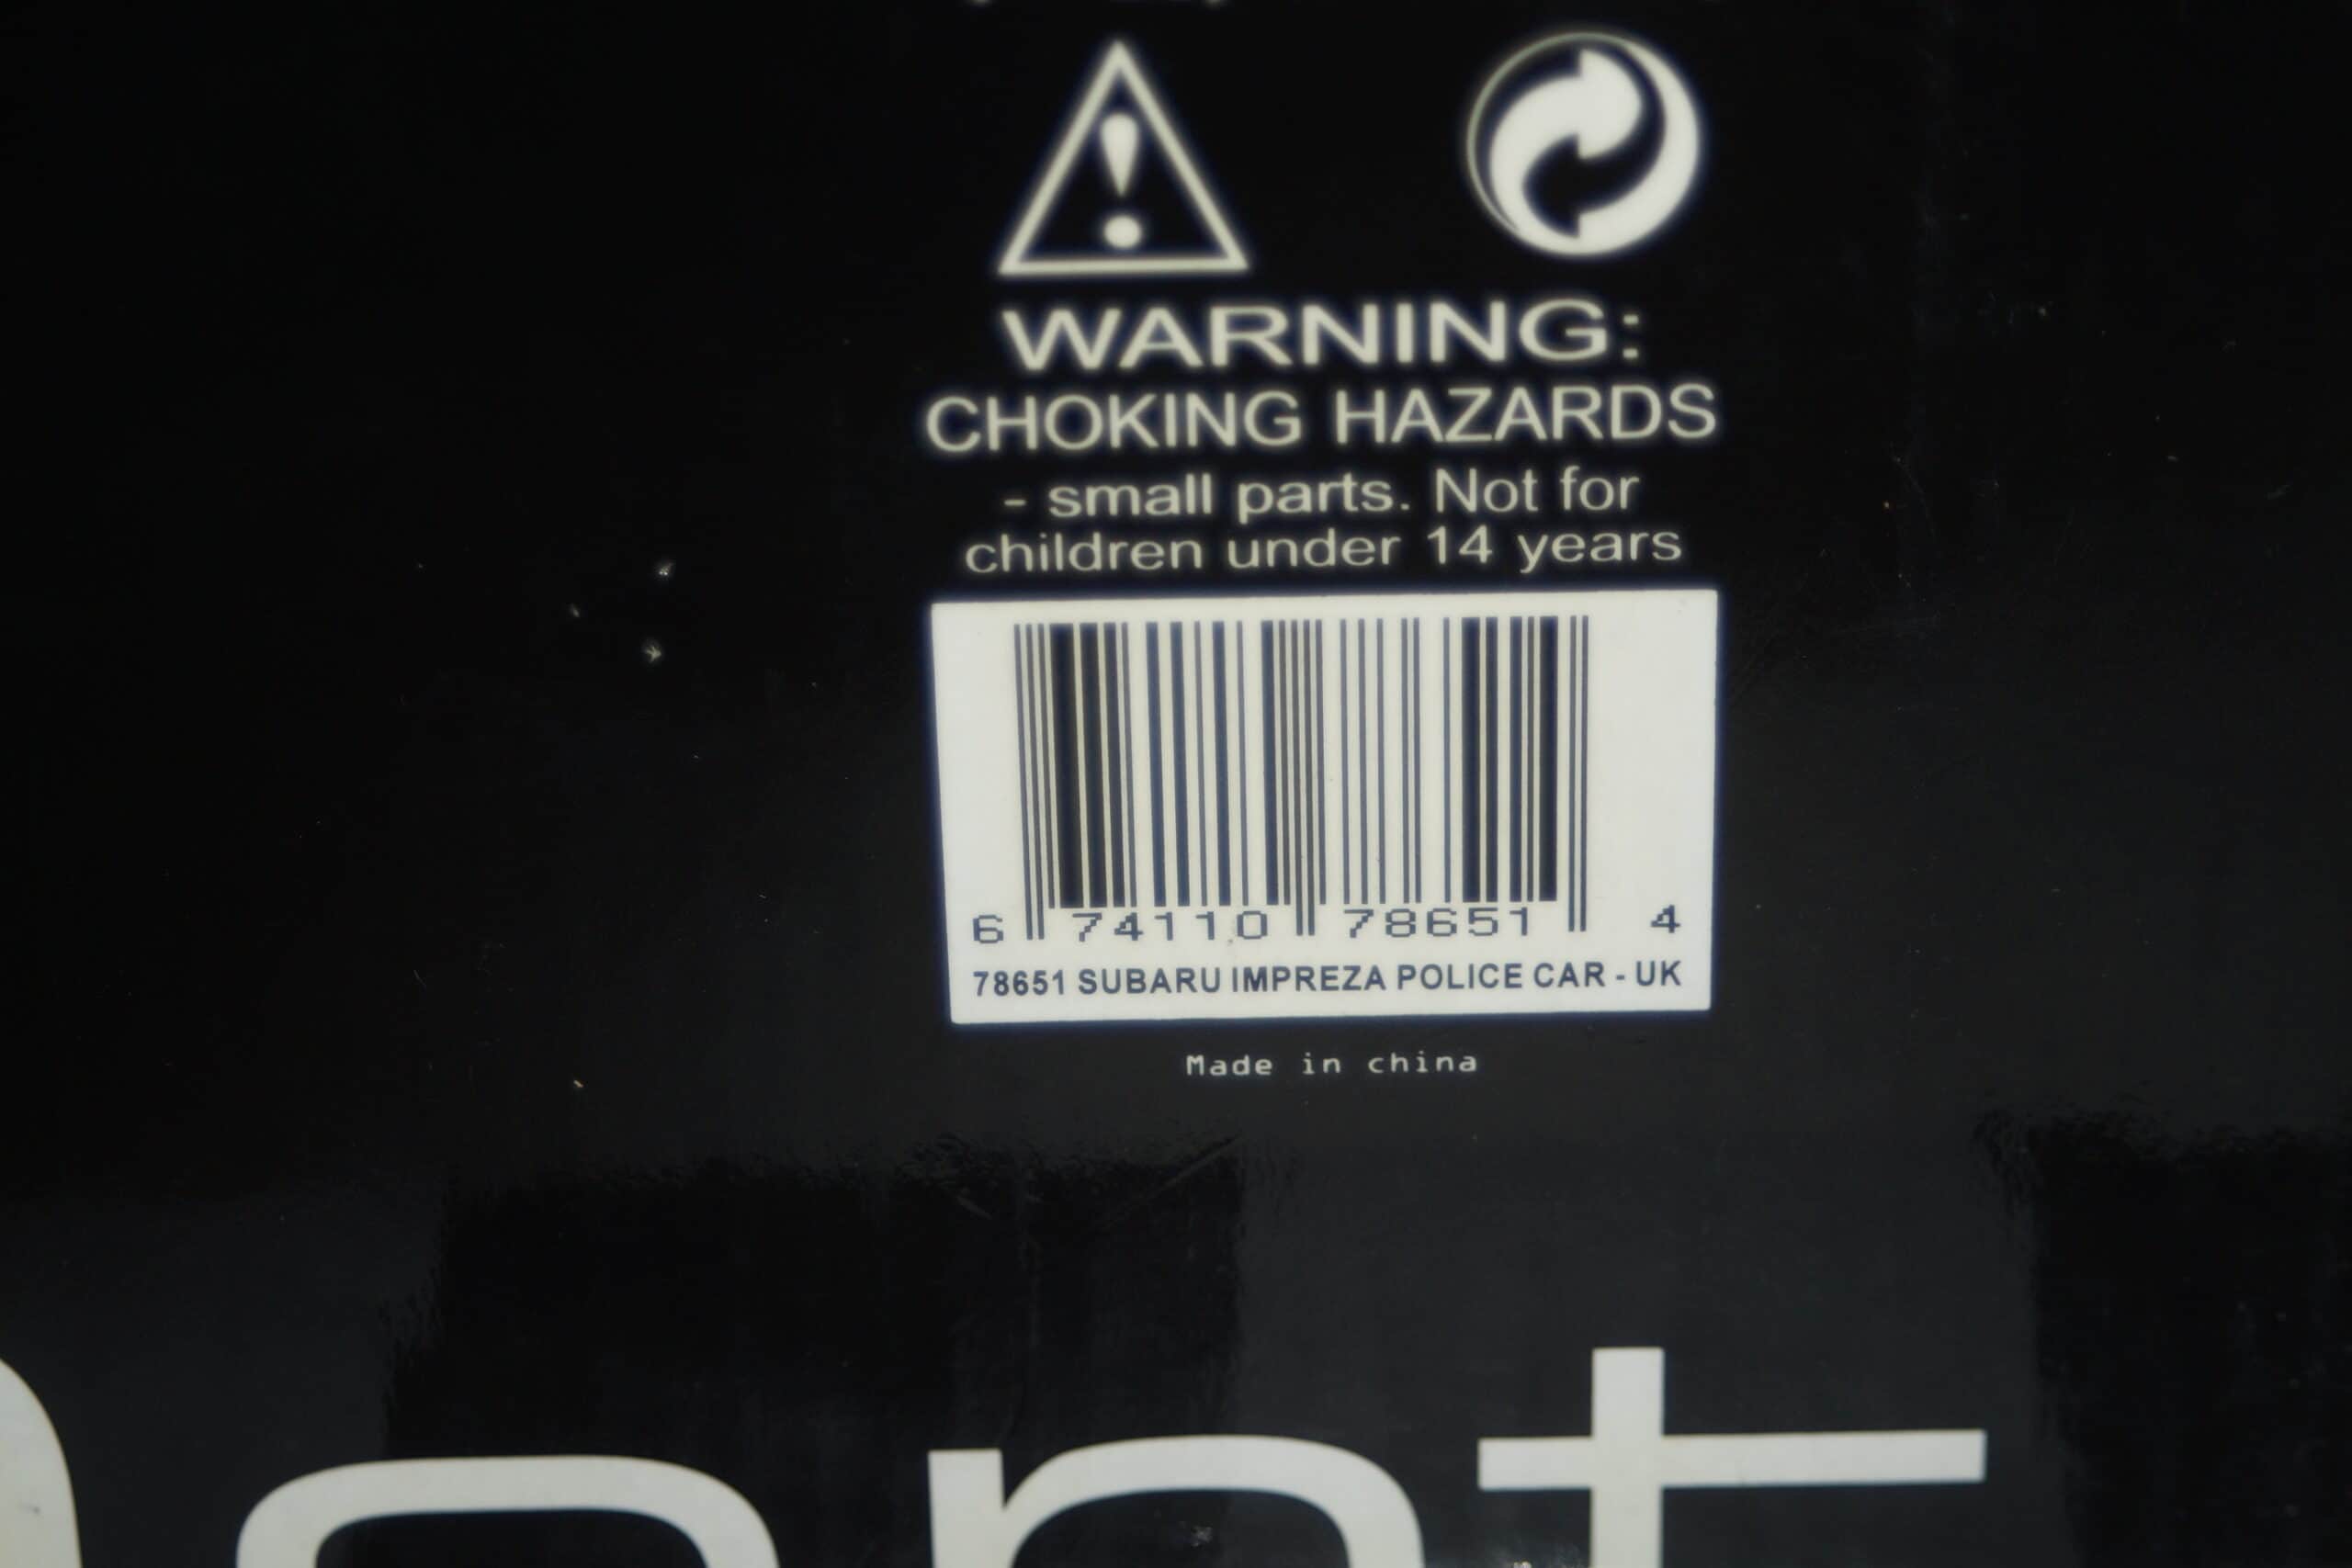 WARNING:
CHOKING HAZARDS
- small parts. Not for
children under 14 years
6 74110 78651 4
78651 SUBARU IMPREZA POLICE CAR - UK
Made in china